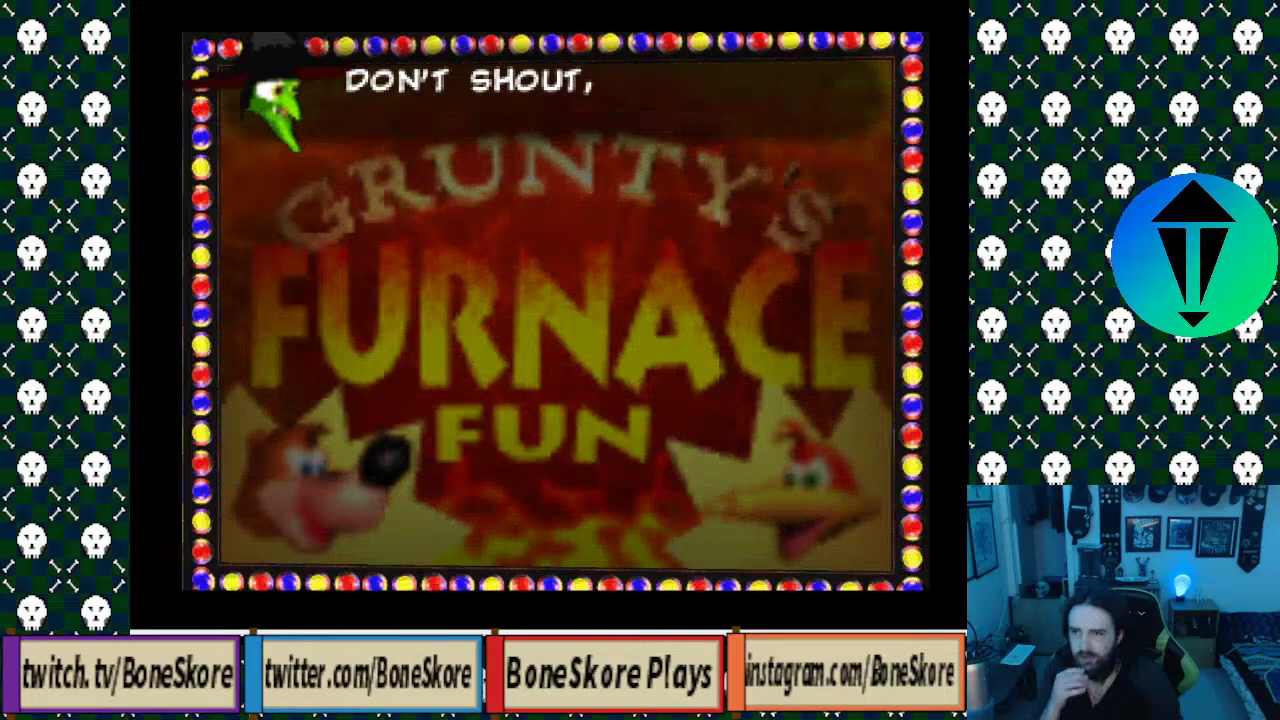 DON'T SHOUT,
GRUNTY'S
FURNACE
FUN
twitch.tv/BoneSkore
twitter.com/BoneSkore
BoneSkore Plays
instagram.com/BoneSkore